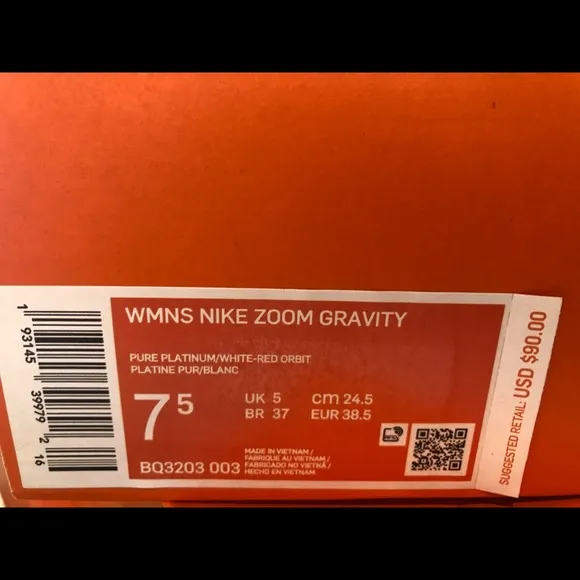 WMNS NIKE ZOOM GRAVITY
PURE PLATINUM/WHITE-RED ORBIT
PLATINE PUR/BLANC
7 5
UK 5 cm 24.5
BR 37 EUR 38.5
BQ3203 003
MADE IN VIETNAM /
FABRIQUE AU VIETNAM /
FABRICADO NO VIETNÃ /
HECHO EN VIETNAM
1 93145 39979 2 16
SUGGESTED RETAIL: USD $90.00